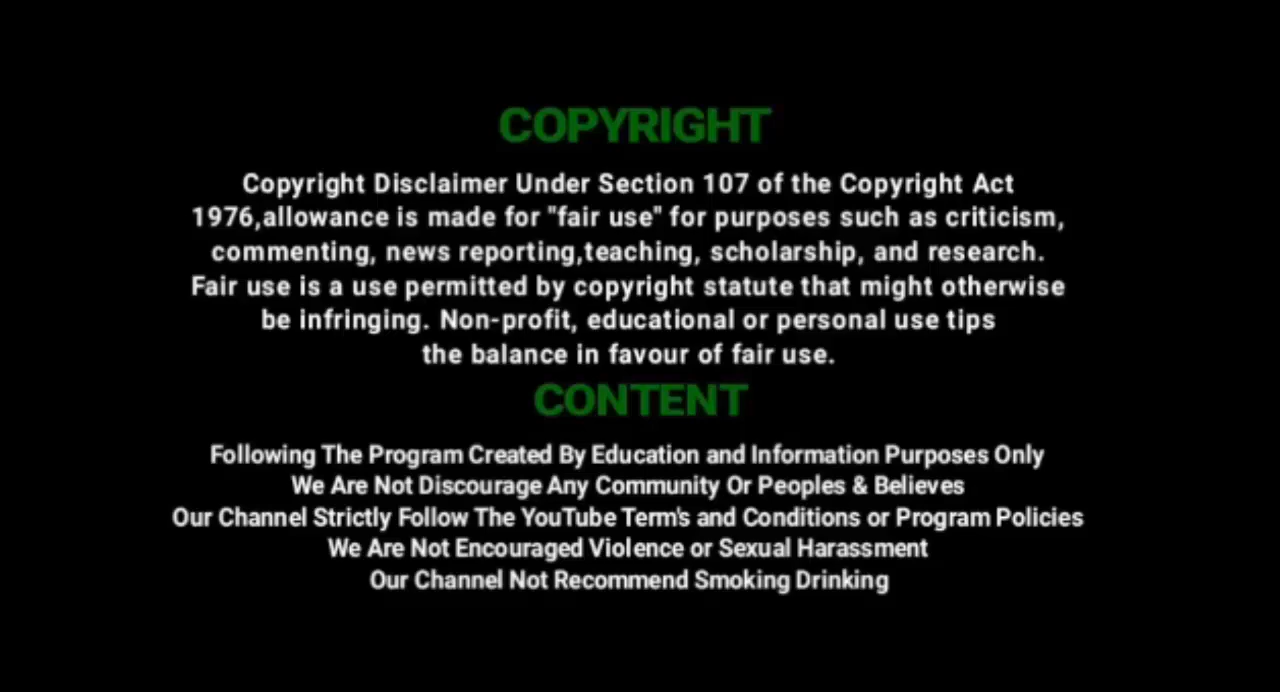 COPYRIGHT
Copyright Disclaimer Under Section 107 of the Copyright Act
1976,allowance is made for "fair use" for purposes such as criticism,
commenting, news reporting,teaching, scholarship, and research.
Fair use is a use permitted by copyright statute that might otherwise
be infringing. Non-profit, educational or personal use tips
the balance in favour of fair use.
CONTENT
Following The Program Created By Education and Information Purposes Only
We Are Not Discourage Any Community Or Peoples & Believes
Our Channel Strictly Follow The YouTube Term's and Conditions or Program Policies
We Are Not Encouraged Violence or Sexual Harassment
Our Channel Not Recommend Smoking Drinking